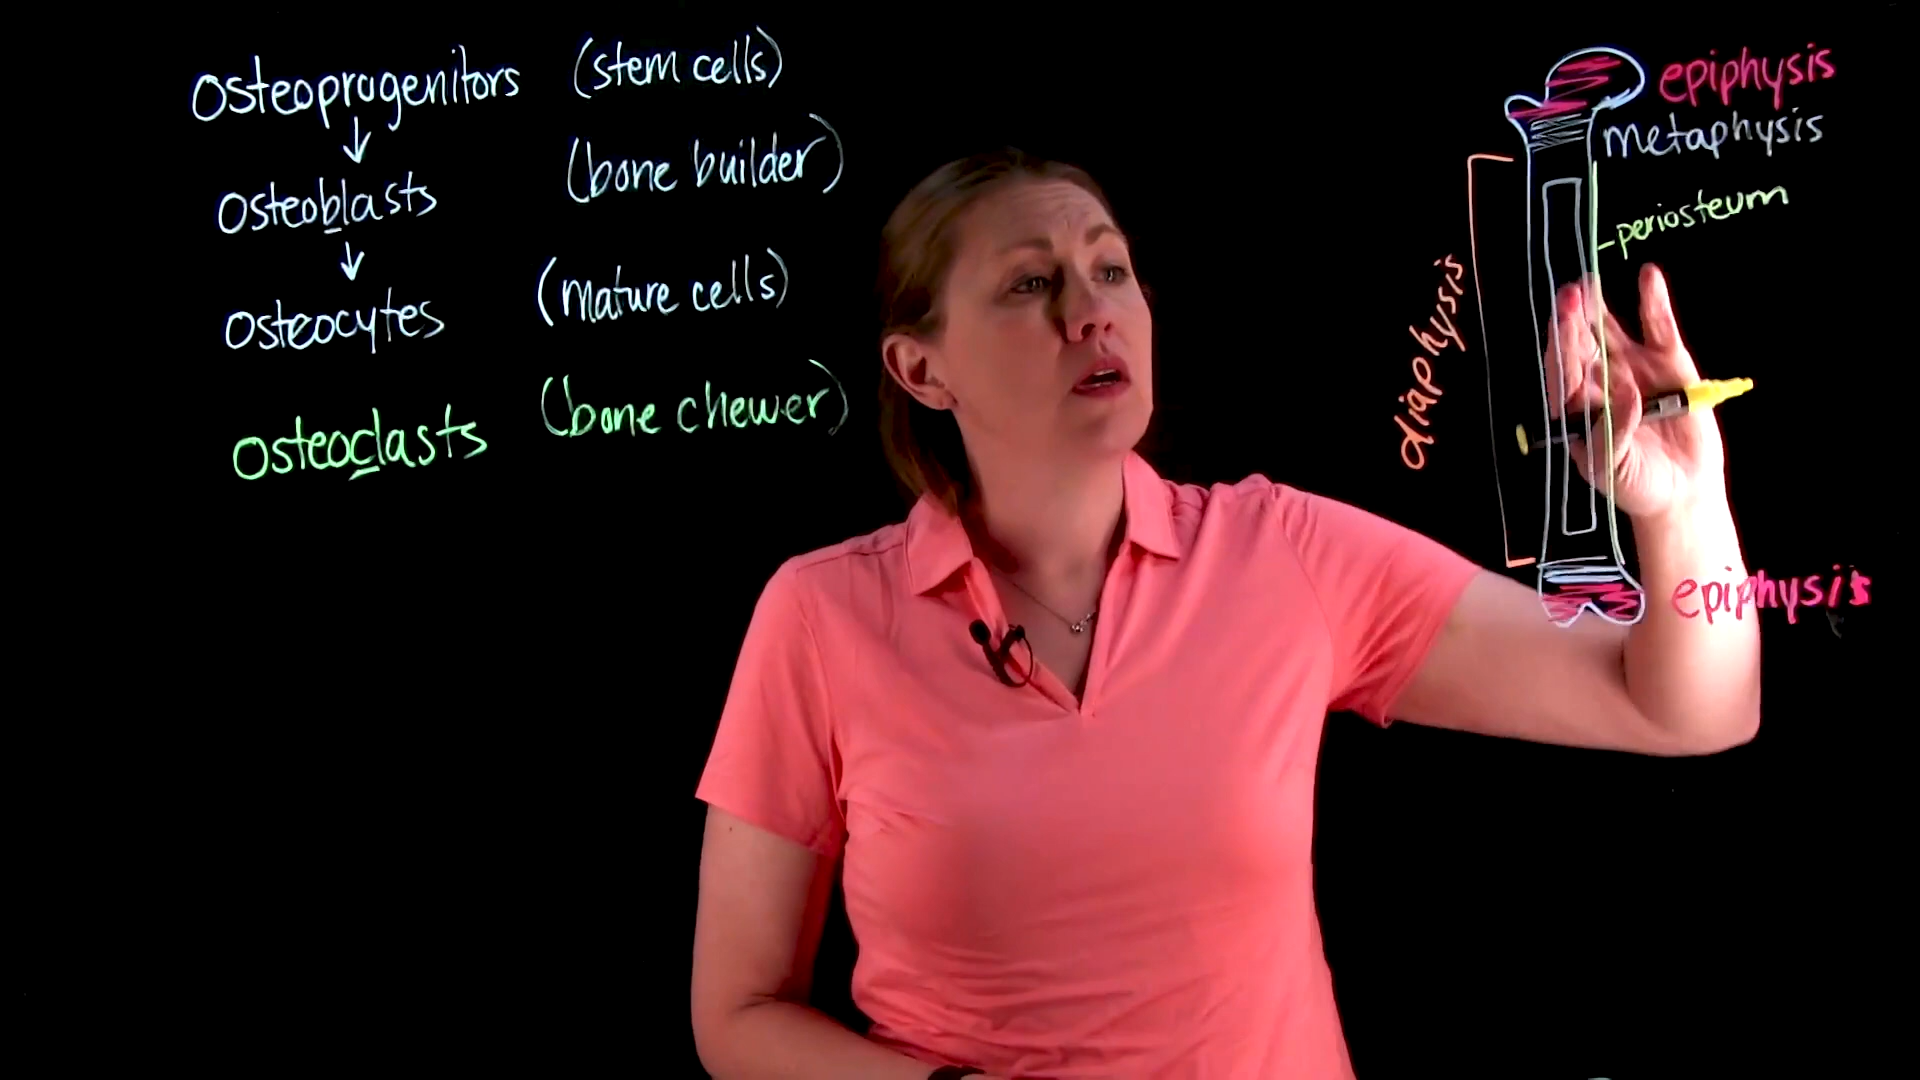 Osteoprogenitors (stem cells)
Osteoblasts (bone builder)
Osteocytes (mature cells)
Osteoclasts (bone chewer)
epiphysis
metaphysis
periosteum
diaphysis
epiphysis